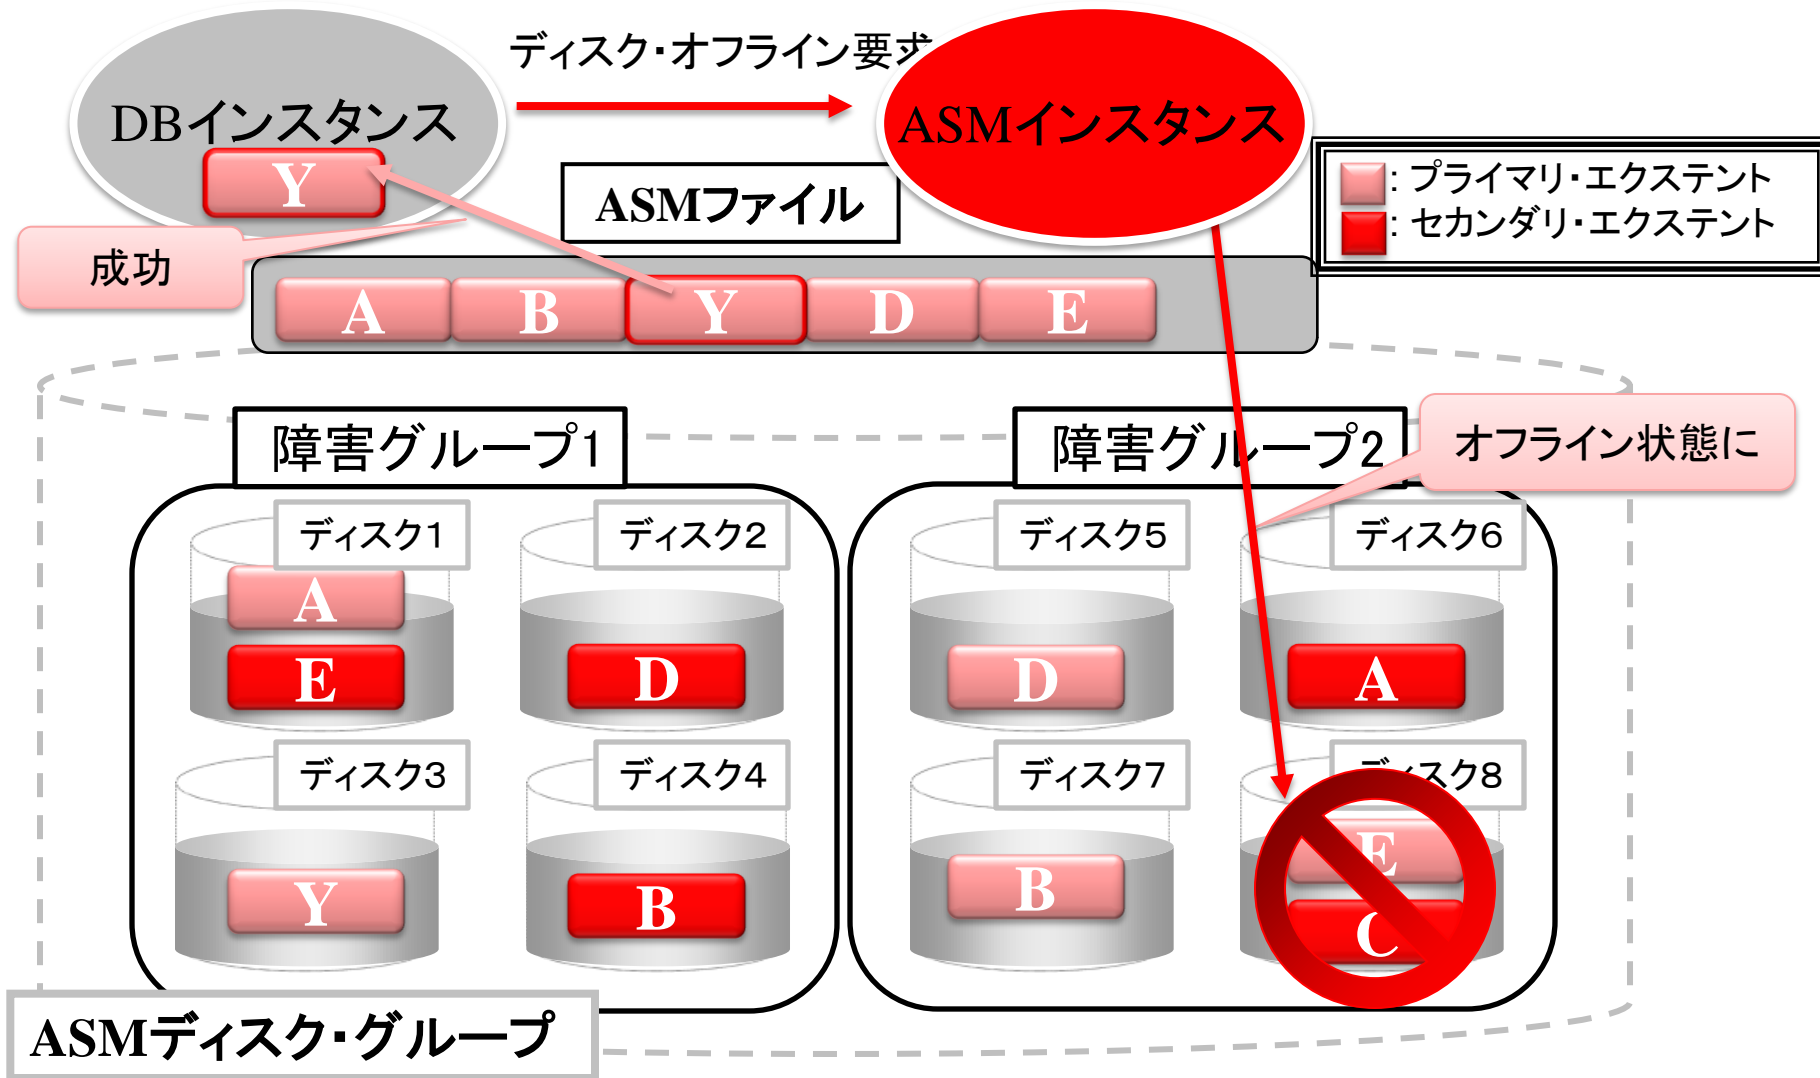 ディスク・オフライン要求
DBインスタンス
ASMインスタンス
Y
ASMファイル
: プライマリ・エクステント
: セカンダリ・エクステント
成功
A B Y D E
障害グループ1
障害グループ2
オフライン状態に
ディスク1
ディスク2
ディスク5
ディスク6
A
E
D
D
A
ディスク3
ディスク4
ディスク7
ディスク8
Y
B
B
E
C
ASMディスク・グループ